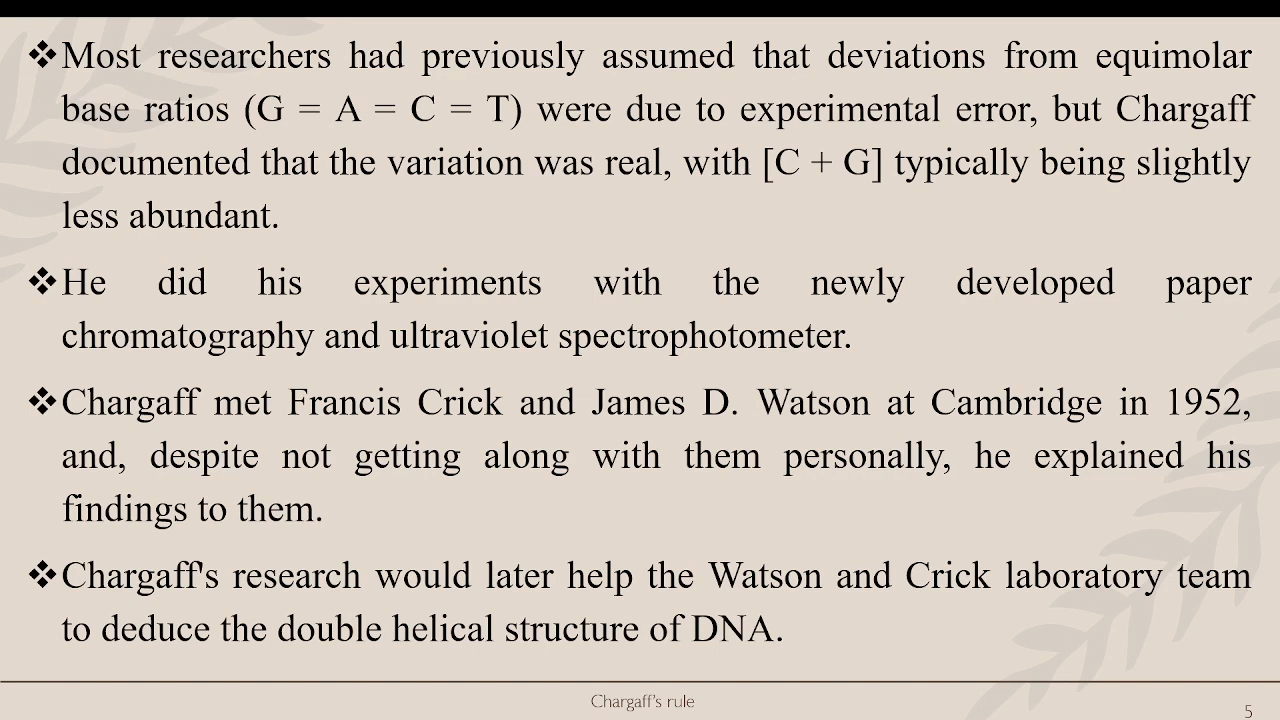 ❖Most researchers had previously assumed that deviations from equimolar
base ratios (G = A = C = T) were due to experimental error, but Chargaff
documented that the variation was real, with [C + G] typically being slightly
less abundant.
❖He did his experiments with the newly developed paper
chromatography and ultraviolet spectrophotometer.
❖Chargaff met Francis Crick and James D. Watson at Cambridge in 1952,
and, despite not getting along with them personally, he explained his
findings to them.
❖Chargaff's research would later help the Watson and Crick laboratory team
to deduce the double helical structure of DNA.
Chargaff’s rule
5